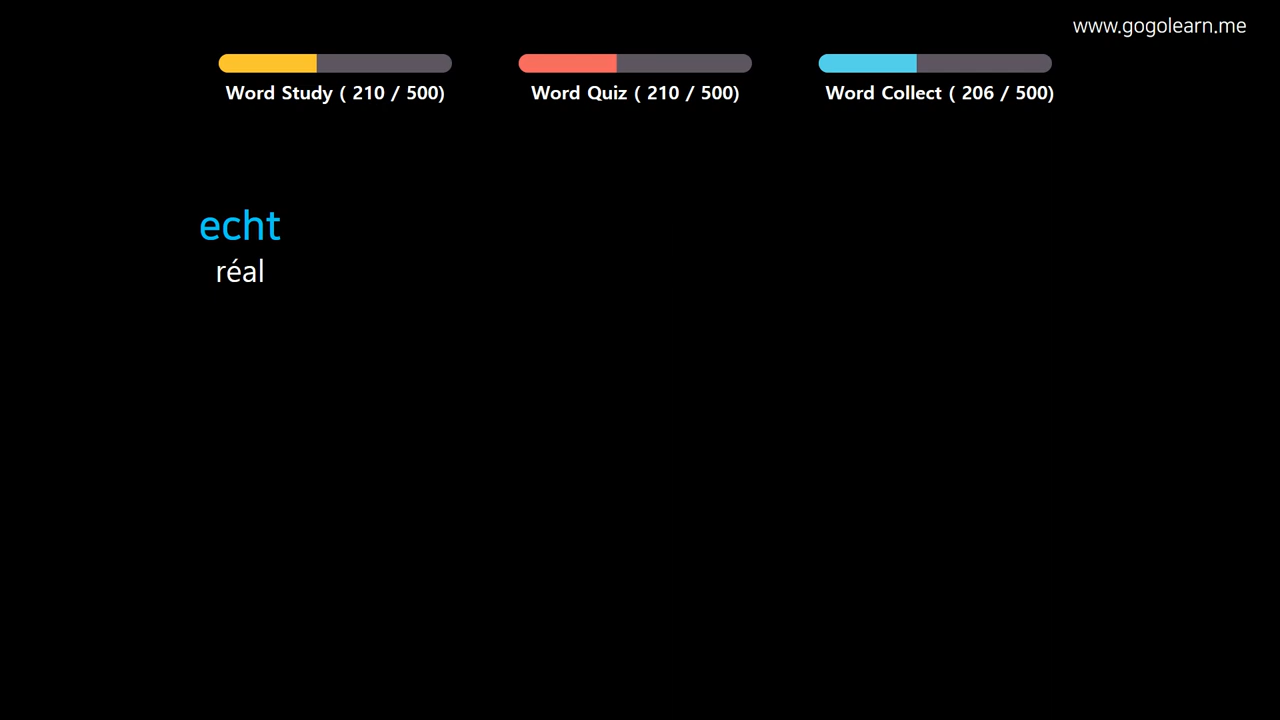 www.gogolearn.me
Word Study ( 210 / 500)
Word Quiz ( 210 / 500)
Word Collect ( 206 / 500)
echt
réal